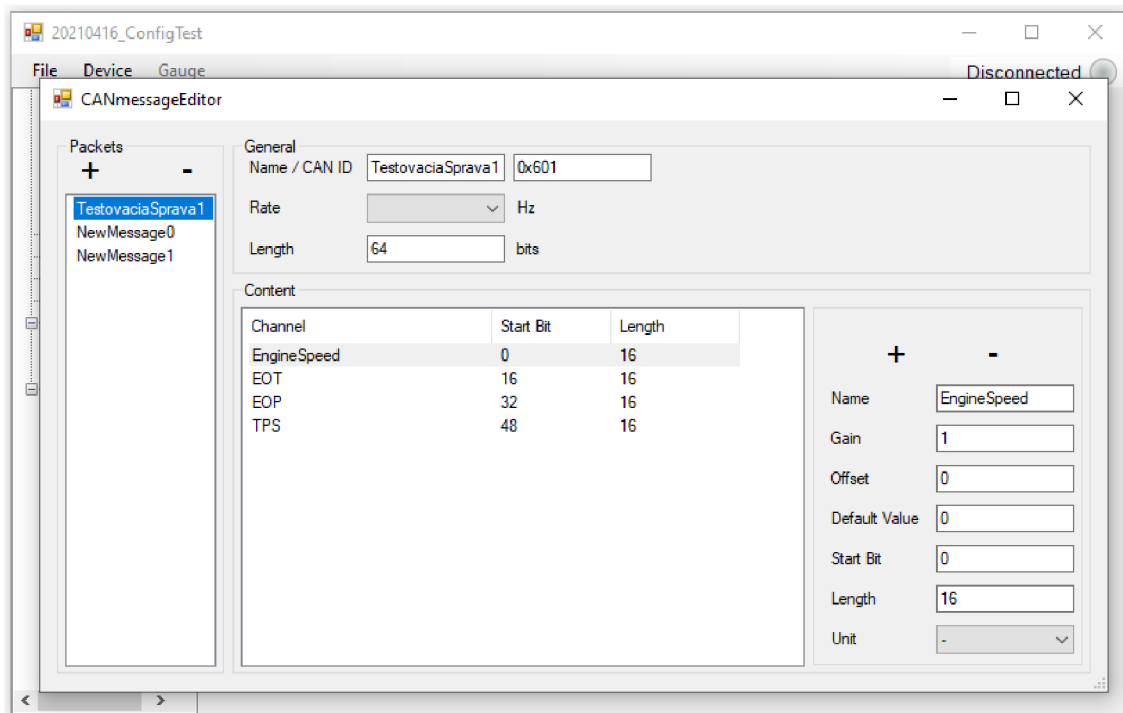 20210416_ConfigTest
File Device Gauge
Disconnected
CANmessageEditor
Packets
+ -
TestovaciaSprava1
NewMessage0
NewMessage1
General
Name / CAN ID TestovaciaSprava1 0x601
Rate Hz
Length 64 bits
Content
Channel Start Bit Length
EngineSpeed 0 16
EOT 16 16
EOP 32 16
TPS 48 16
+ -
Name EngineSpeed
Gain 1
Offset 0
Default Value 0
Start Bit 0
Length 16
Unit -